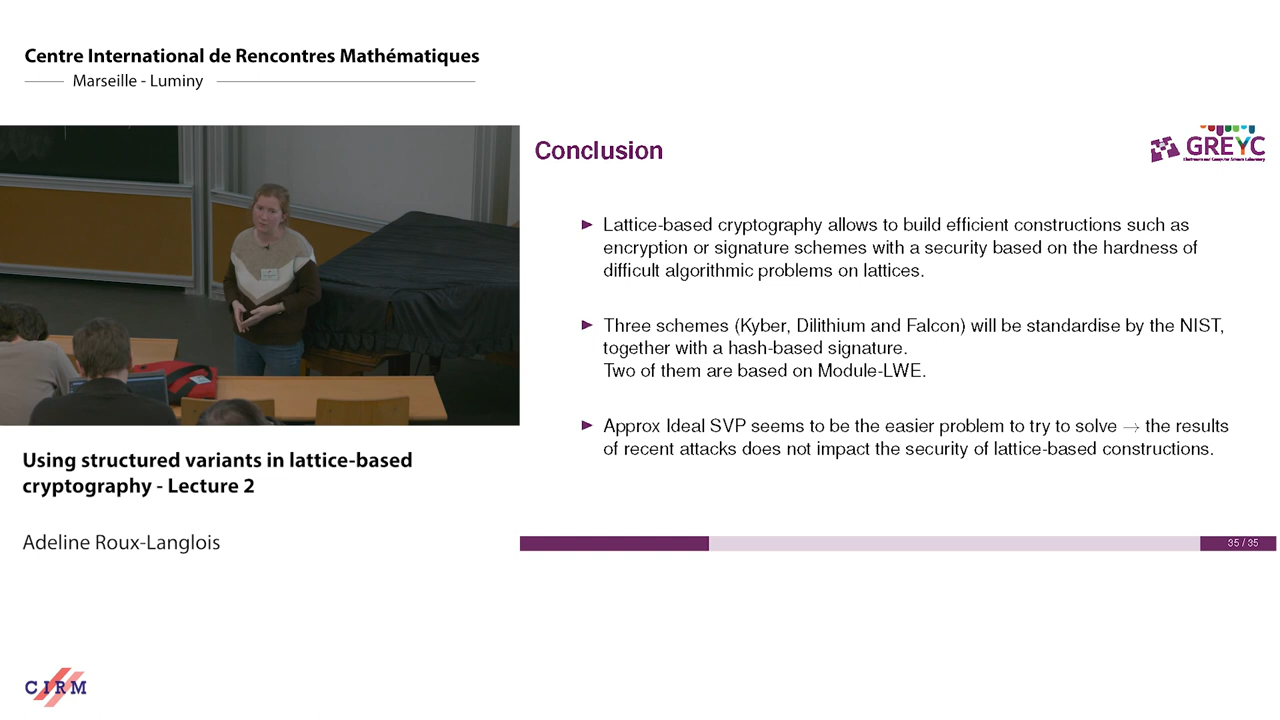 Centre International de Rencontres Mathématiques
Marseille - Luminy
Conclusion
GREYC
► Lattice-based cryptography allows to build efficient constructions such as
encryption or signature schemes with a security based on the hardness of
difficult algorithmic problems on lattices.
► Three schemes (Kyber, Dilithium and Falcon) will be standardise by the NIST,
together with a hash-based signature.
Two of them are based on Module-LWE.
► Approx Ideal SVP seems to be the easier problem to try to solve → the results
of recent attacks does not impact the security of lattice-based constructions.
35 / 35
Using structured variants in lattice-based
cryptography - Lecture 2
Adeline Roux-Langlois
CIRM